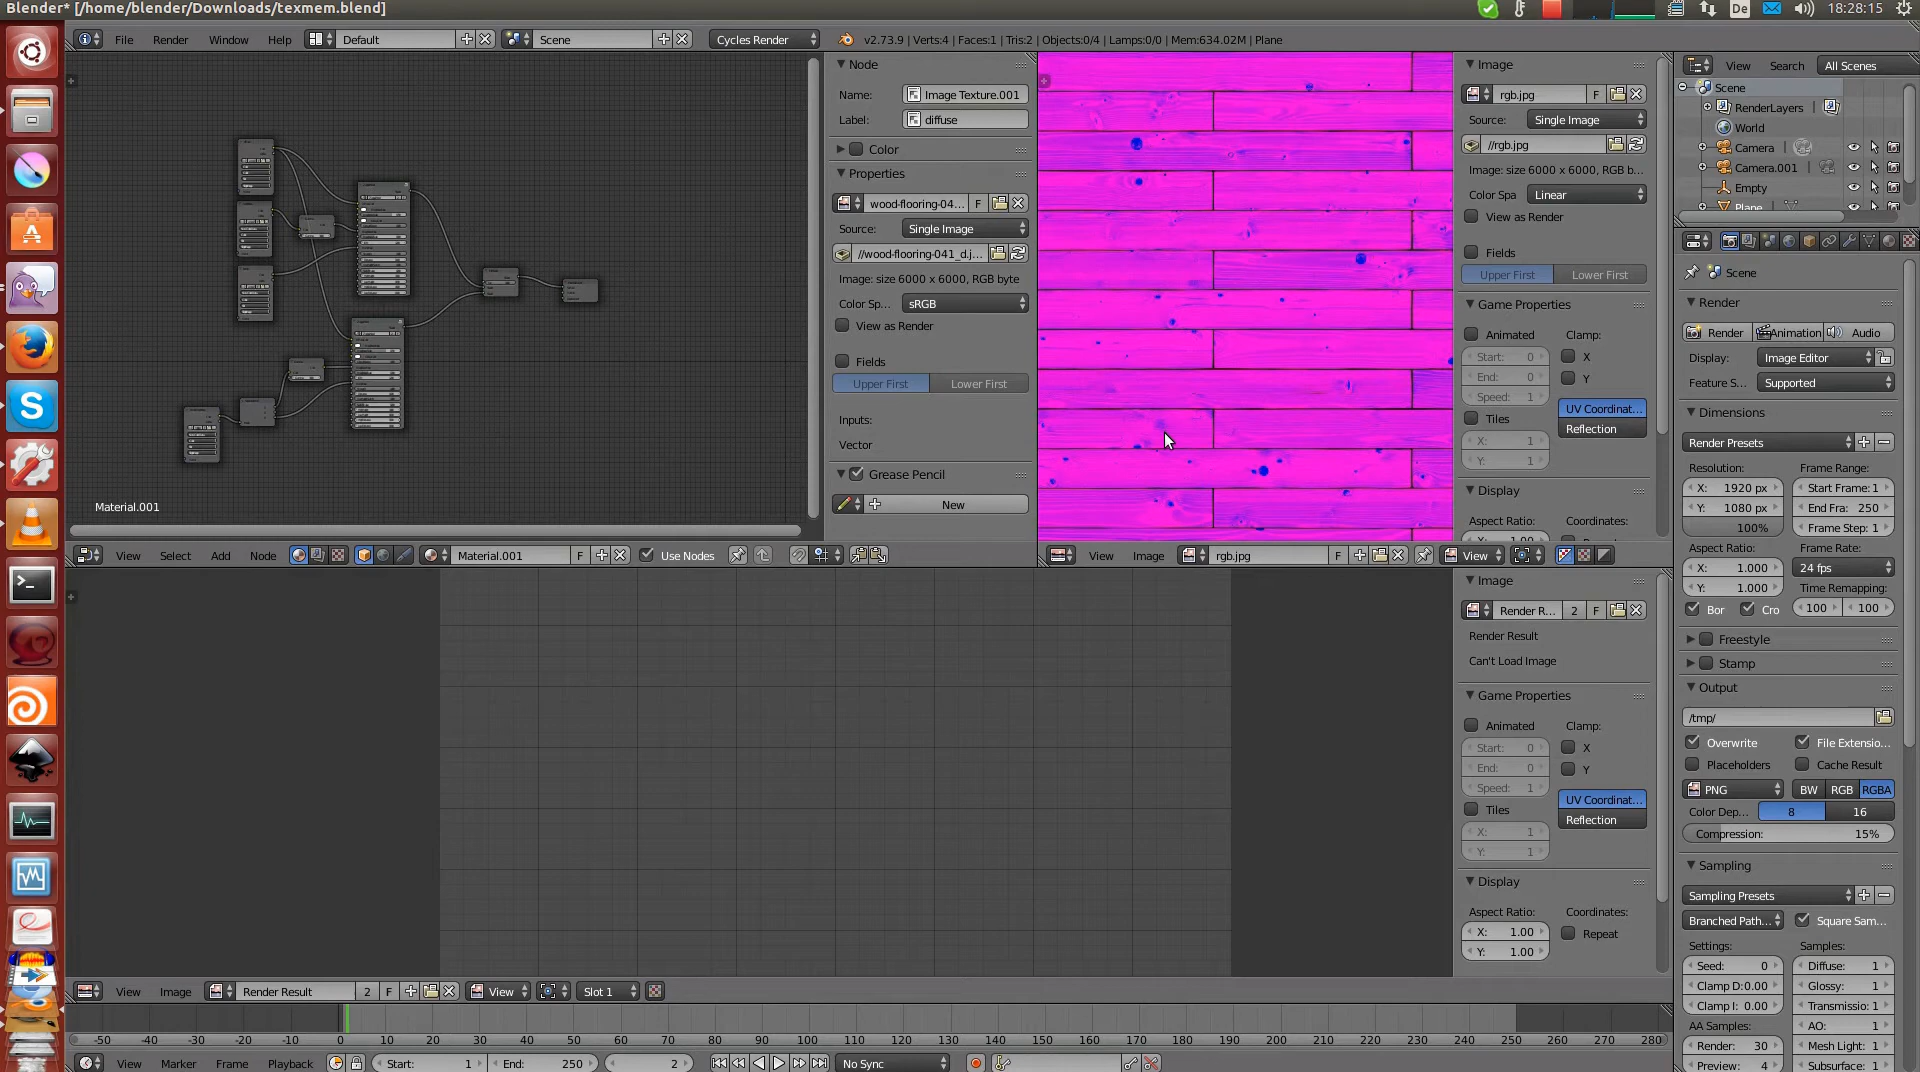 Blender* [/home/blender/Downloads/texmem.blend]
De
18:28:15
File Render Window Help Default Scene Cycles Render v2.73.9 | Verts:4 | Faces:1 | Tris:2 | Objects:0/4 | Lamps:0/0 | Mem:634.02M | Plane
Node
Name: Image Texture.001
Label: diffuse
Color
Properties
wood-flooring-04... F
Source: Single Image
//wood-flooring-041_d.j...
Image: size 6000 x 6000, RGB byte
Color Sp... sRGB
View as Render
Fields
Upper First Lower First
Inputs:
Vector
Grease Pencil
New
Material.001
View Select Add Node Material.001 F Use Nodes
Image
rgb.jpg F
Source: Single Image
//rgb.jpg
Image: size 6000 x 6000, RGB b...
Color Spa Linear
View as Render
Fields
Upper First Lower First
Game Properties
Animated Clamp:
Start: 0 X
End: 0 Y
Speed: 1
Tiles UV Coordinat...
X: 1 Reflection
Y: 1
Display
Aspect Ratio: Coordinates:
View Image rgb.jpg F View
Image
Render R... 2 F
Render Result
Can't Load Image
Game Properties
Animated Clamp:
Start: 0 X
End: 0 Y
Speed: 1
Tiles UV Coordinat...
X: 1 Reflection
Y: 1
Display
Aspect Ratio: Coordinates:
X: 1.00 Repeat
Y: 1.00
View Image Render Result 2 F View Slot 1
-50 -40 -30 -20 -10 0 10 20 30 40 50 60 70 80 90 100 110 120 130 140 150 160 170 180 190 200 210 220 230 240 250 260 270 280
View Marker Frame Playback Start: 1 End: 250 2 No Sync
View Search All Scenes
Scene
RenderLayers
World
Camera
Camera.001
Empty
Plane
Scene
Render
Render Animation Audio
Display: Image Editor
Feature S... Supported
Dimensions
Render Presets
Resolution: Frame Range:
X: 1920 px Start Frame: 1
Y: 1080 px End Fra: 250
100% Frame Step: 1
Aspect Ratio: Frame Rate:
X: 1.000 24 fps
Y: 1.000 Time Remapping:
Bor Cro 100 100
Freestyle
Stamp
Output
/tmp/
Overwrite File Extensio...
Placeholders Cache Result
PNG BW RGB RGBA
Color Dep... 8 16
Compression: 15%
Sampling
Sampling Presets
Branched Path... Square Sam...
Settings: Samples:
Seed: 0 Diffuse: 1
Clamp D:0.00 Glossy: 1
Clamp I: 0.00 Transmissio: 1
AA Samples: AO: 1
Render: 30 Mesh Light: 1
Preview: 4 Subsurface: 1